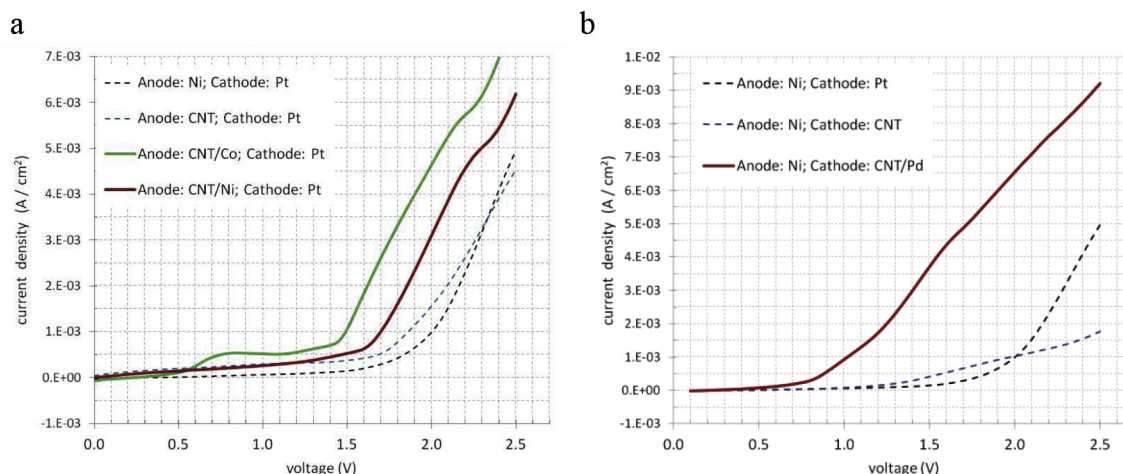 a
7.E-03
6.E-03
5.E-03
4.E-03
3.E-03
2.E-03
1.E-03
0.E+00
-1.E-03
current density (A / cm²)
Anode: Ni; Cathode: Pt
Anode: CNT; Cathode: Pt
Anode: CNT/Co; Cathode: Pt
Anode: CNT/Ni; Cathode: Pt
0.0 0.5 1.0 1.5 2.0 2.5
voltage (V)
b
1.E-02
9.E-03
8.E-03
7.E-03
6.E-03
5.E-03
4.E-03
3.E-03
2.E-03
1.E-03
0.E+00
-1.E-03
current density (A / cm²)
Anode: Ni; Cathode: Pt
Anode: Ni; Cathode: CNT
Anode: Ni; Cathode: CNT/Pd
0.0 0.5 1.0 1.5 2.0 2.5
voltage (V)